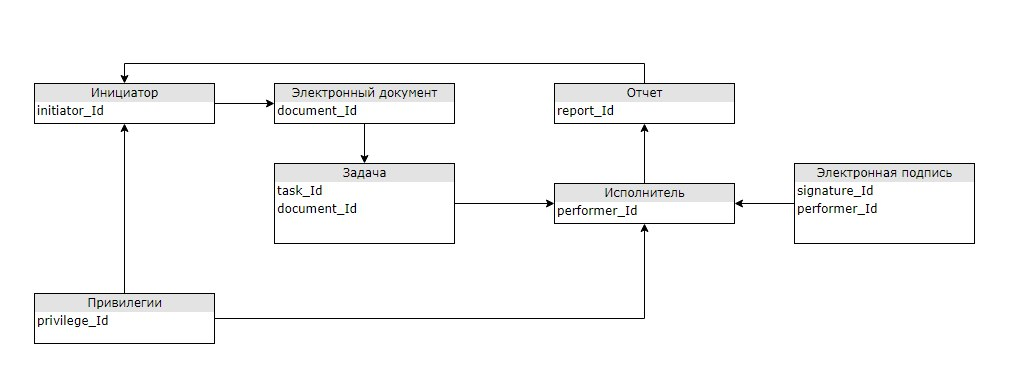 Инициатор
initiator_Id
Электронный документ
document_Id
Отчет
report_Id
Задача
task_Id
document_Id
Исполнитель
performer_Id
Электронная подпись
signature_Id
performer_Id
Привилегии
privilege_Id